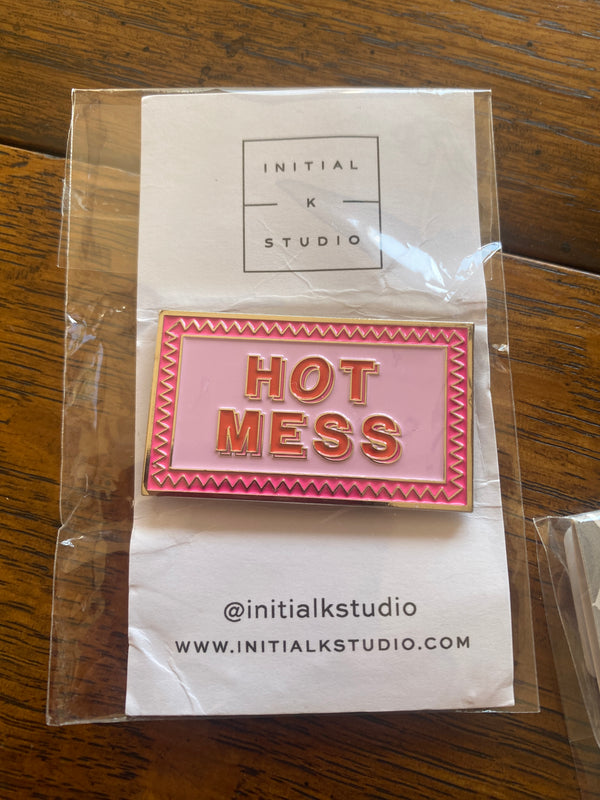 INITIAL
K
STUDIO
HOT
MESS
@initialkstudio
WWW.INITIALKSTUDIO.COM